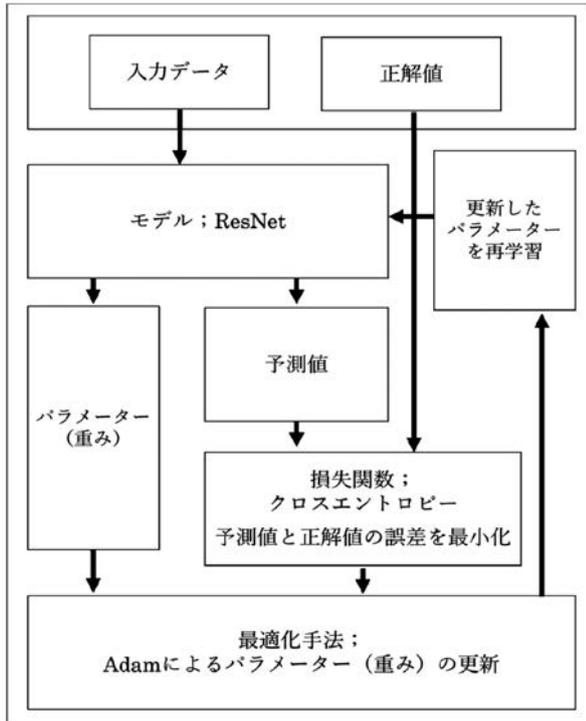 入力データ
正解値
モデル；ResNet
更新した
パラメーター
を再学習
予測値
パラメーター
（重み）
損失関数；
クロスエントロピー
予測値と正解値の誤差を最小化
最適化手法；
Adamによるパラメーター（重み）の更新